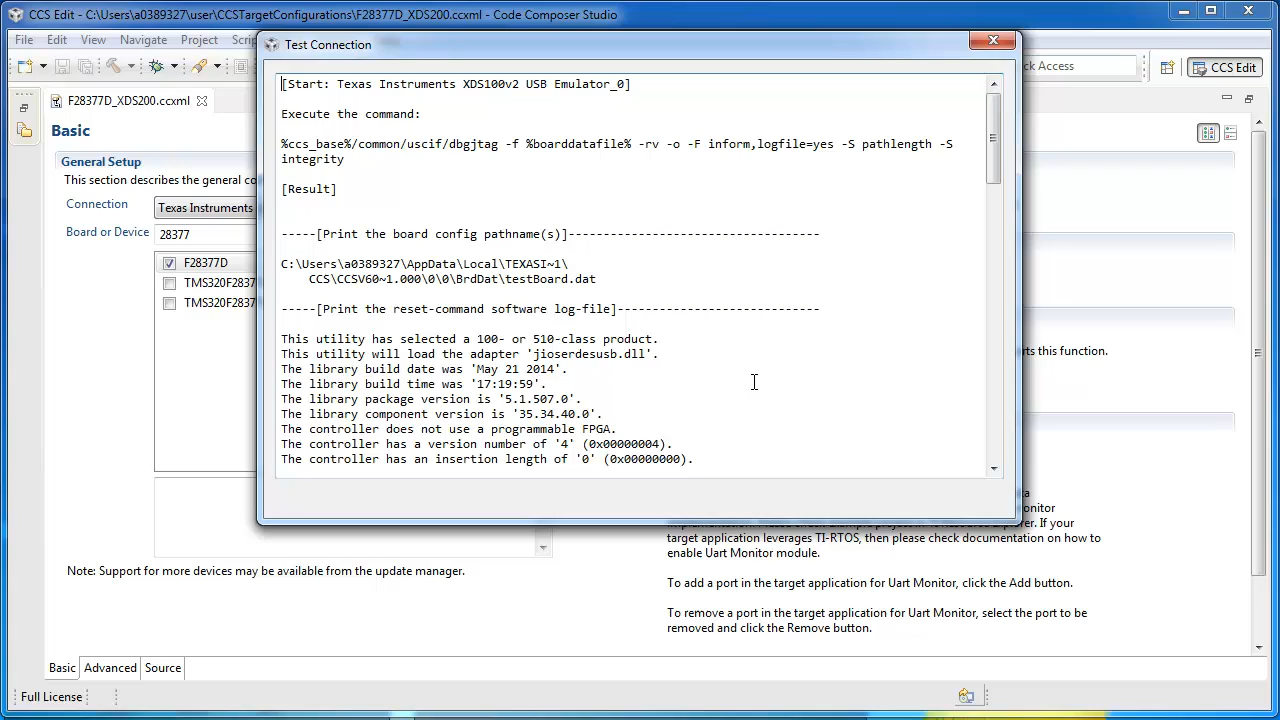 CCS Edit - C:\Users\a0389327\user\CCSTargetConfigurations\F28377D_XDS200.ccxml - Code Composer Studio
File Edit View Navigate Project
Test Connection
Access
CCS Edit
F28377D_XDS200.ccxml
Basic
General Setup
This section describes the general
Connection
Texas Instruments
Board or Device
28377
F28377D
[Start: Texas Instruments XDS100v2 USB Emulator_0]
Execute the command:
%ccs_base%/common/uscif/dbgjtag -f %boarddatafile% -rv -o -F inform,logfile=yes -S pathlength -S
integrity
[Result]
-----[Print the board config pathname(s)]------------------------------------
C:\Users\a0389327\AppData\Local\TEXASI~1\
CCS\CCSV60~1.000\0\0\BrdDat\testBoard.dat
-----[Print the reset-command software log-file]-----------------------------
This utility has selected a 100- or 510-class product.
This utility will load the adapter 'jioserdesusb.dll'.
The library build date was 'May 21 2014'.
The library build time was '17:19:59'.
The library package version is '5.1.507.0'.
The library component version is '35.34.40.0'.
The controller does not use a programmable FPGA.
The controller has a version number of '4' (0x00000004).
The controller has an insertion length of '0' (0x00000000).
this function.
If your
target application leverages TI-RTOS, then please check documentation on how to
enable Uart Monitor module.
To add a port in the target application for Uart Monitor, click the Add button.
To remove a port in the target application for Uart Monitor, select the port to be
removed and click the Remove button.
Note: Support for more devices may be available from the update manager.
Basic Advanced Source
Full License